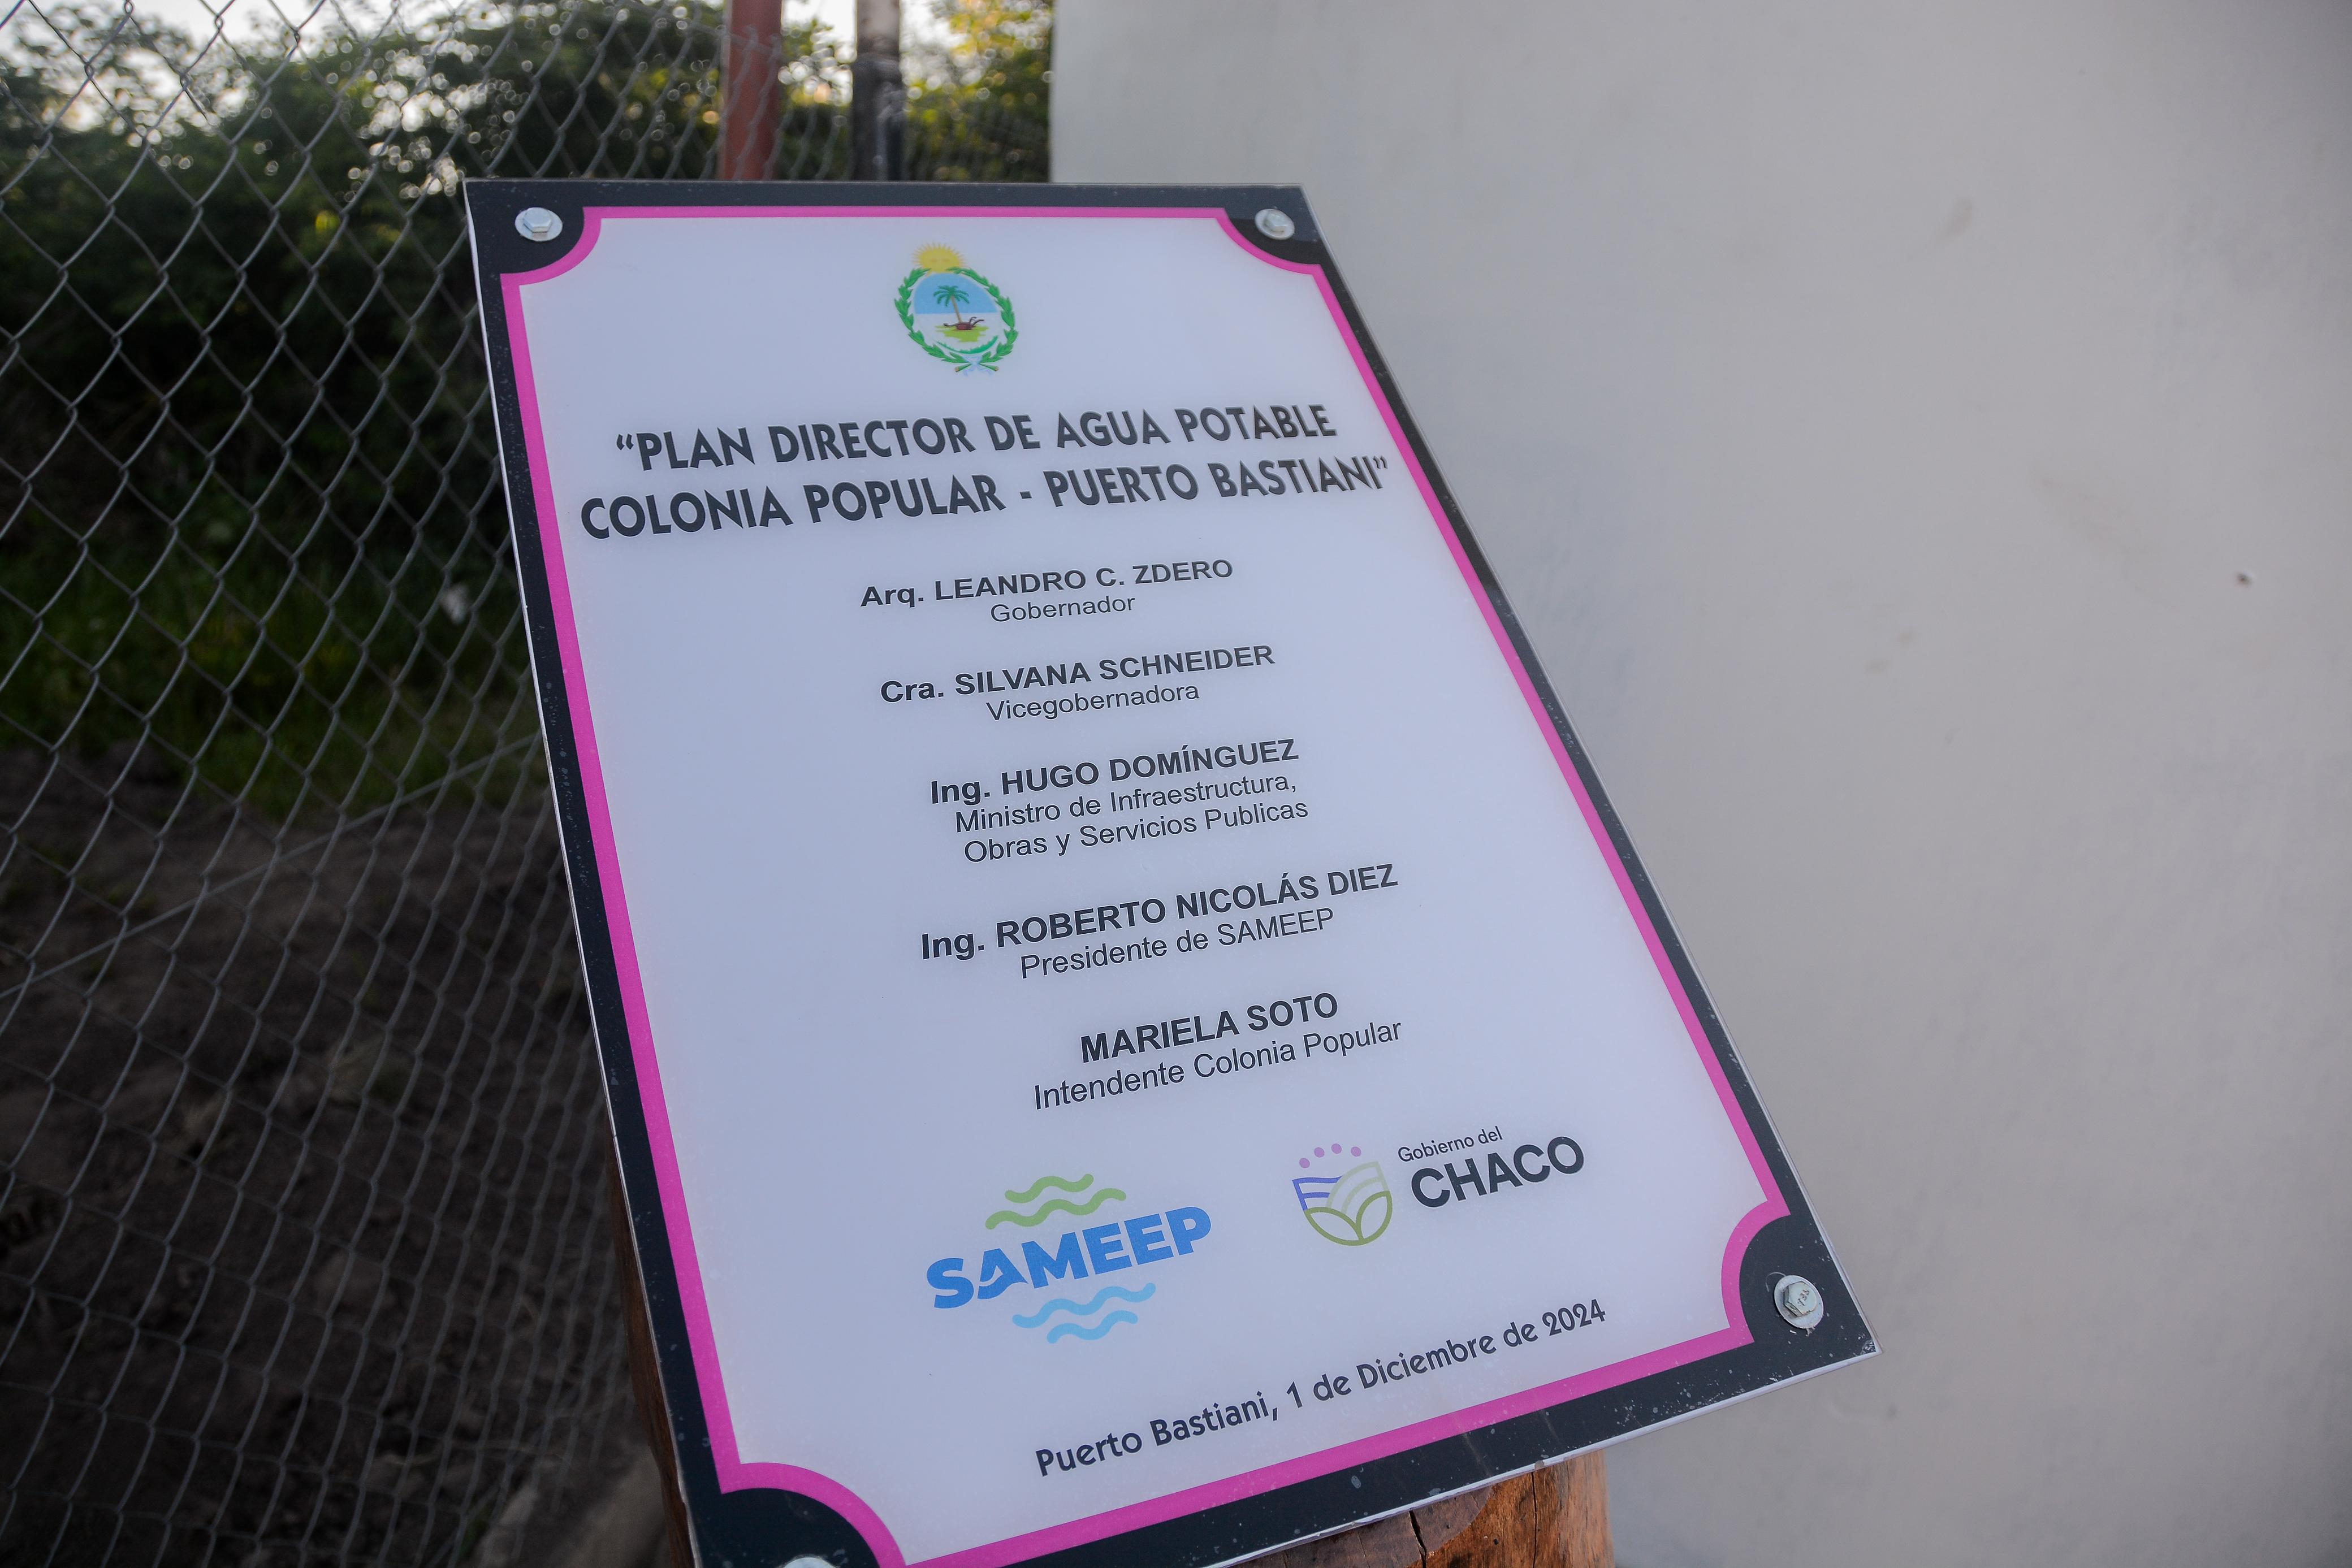 “PLAN DIRECTOR DE AGUA POTABLE
COLONIA POPULAR - PUERTO BASTIANI”
Arq. LEANDRO C. ZDERO
Gobernador
Cra. SILVANA SCHNEIDER
Vicegobernadora
Ing. HUGO DOMÍNGUEZ
Ministro de Infraestructura,
Obras y Servicios Publicas
Ing. ROBERTO NICOLÁS DIEZ
Presidente de SAMEEP
MARIELA SOTO
Intendente Colonia Popular
SAMEEP
Gobierno del
CHACO
Puerto Bastiani, 1 de Diciembre de 2024